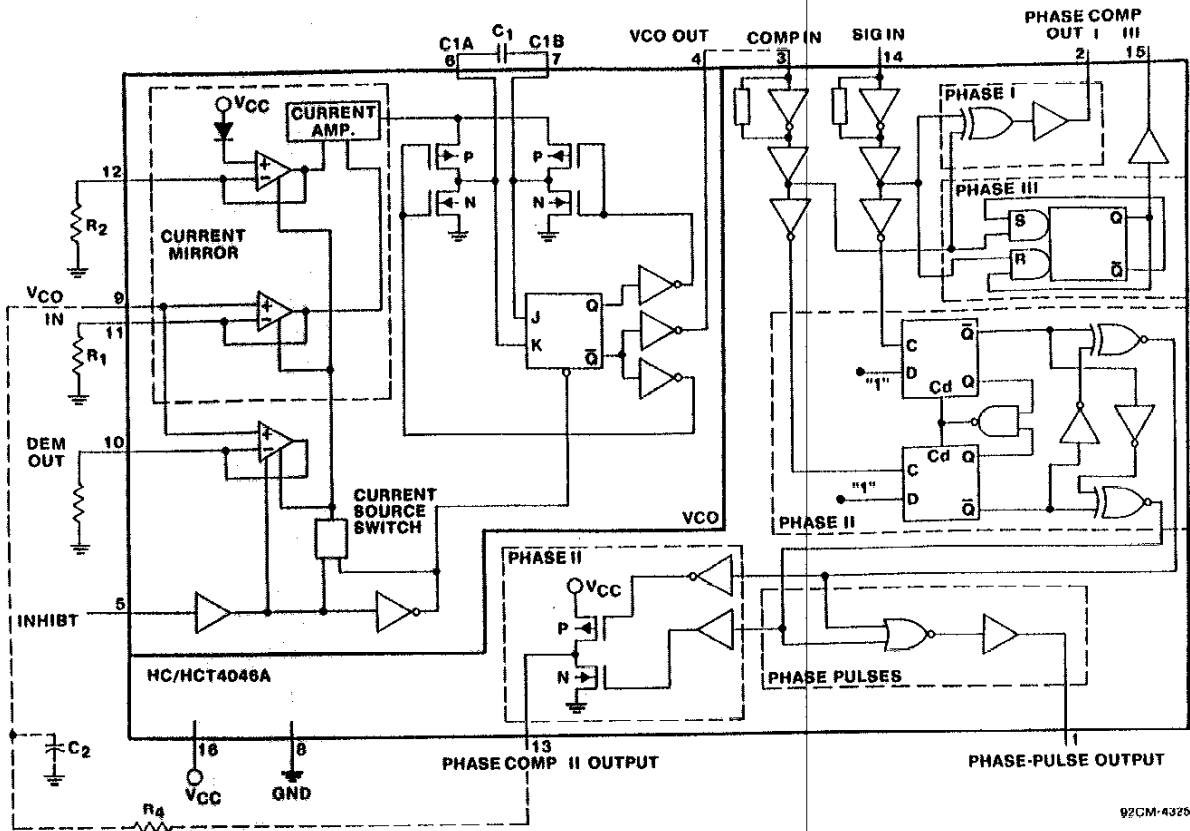 PHASE COMP
OUT I III
C1
C1A C1B VCO OUT COMP IN SIG IN 2 15
6 7 4 3 14
VCC
CURRENT
AMP.
PHASE I
12
P P
N N
PHASE III
R2
CURRENT
MIRROR
S Q
R Q̅
VCO
IN
9
11
R1
J Q
K Q̅
C Q̅
"1" D Q
Cd
DEM
OUT
10
Cd Q
C
"1" D Q̅
CURRENT
SOURCE
SWITCH
VCO
PHASE II
PHASE II
VCC
P
N
INHIBT
5
PHASE PULSES
HC/HCT4046A
C2
16 8 13 1
VCC GND
PHASE COMP II OUTPUT
PHASE-PULSE OUTPUT
R4
92CM-4325